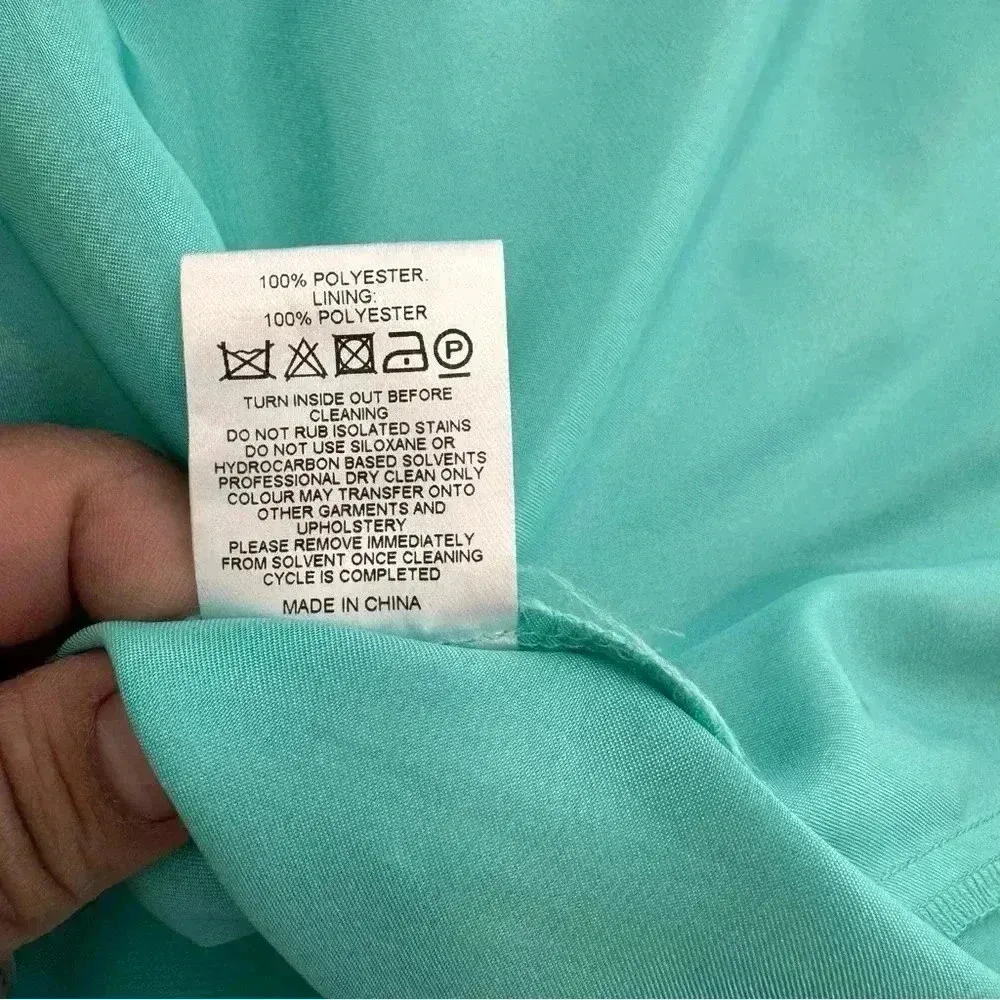 100% POLYESTER.
LINING:
100% POLYESTER
P
TURN INSIDE OUT BEFORE
CLEANING
DO NOT RUB ISOLATED STAINS
DO NOT USE SILOXANE OR
HYDROCARBON BASED SOLVENTS
PROFESSIONAL DRY CLEAN ONLY
COLOUR MAY TRANSFER ONTO
OTHER GARMENTS AND
UPHOLSTERY
PLEASE REMOVE IMMEDIATELY
FROM SOLVENT ONCE CLEANING
CYCLE IS COMPLETED
MADE IN CHINA